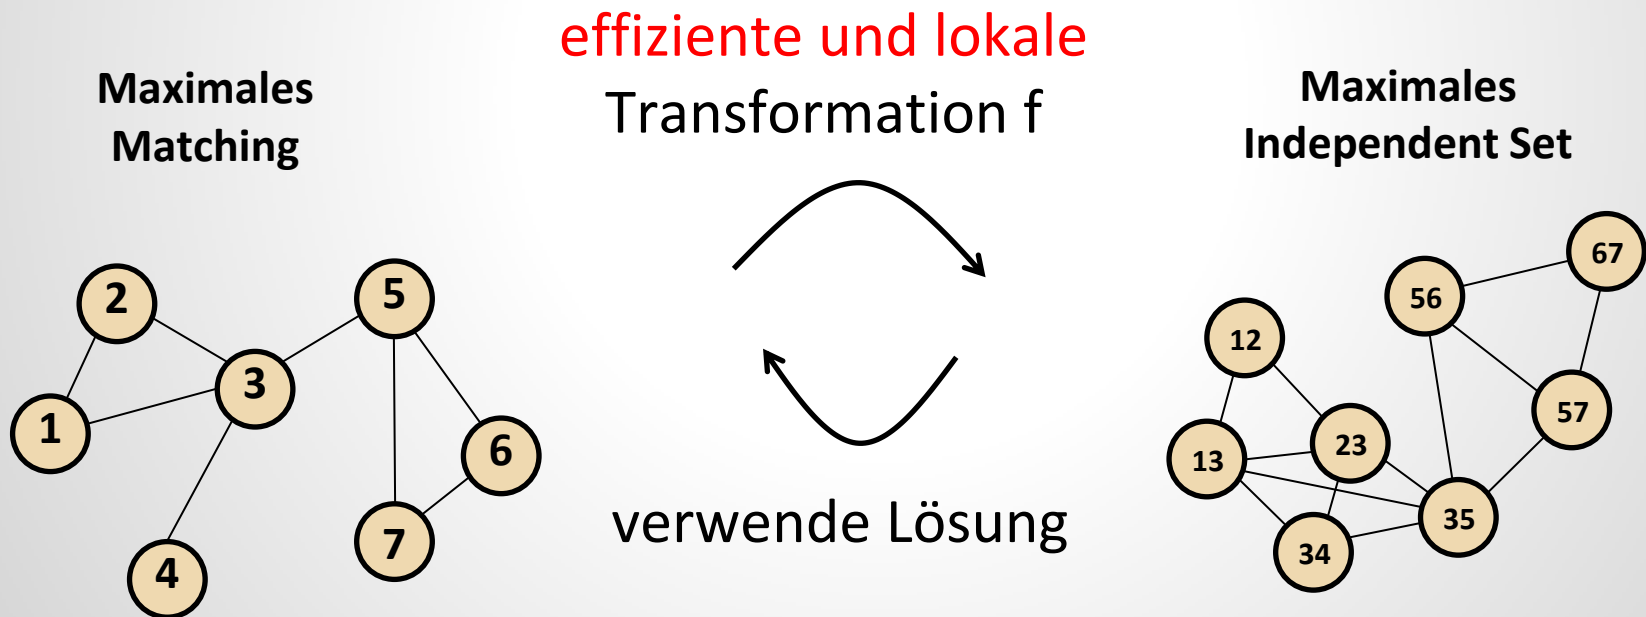 effiziente und lokale
Transformation f
Maximales
Matching
Maximales
Independent Set
2
5
3
1
6
7
4
67
56
12
57
23
13
35
34
verwende Lösung